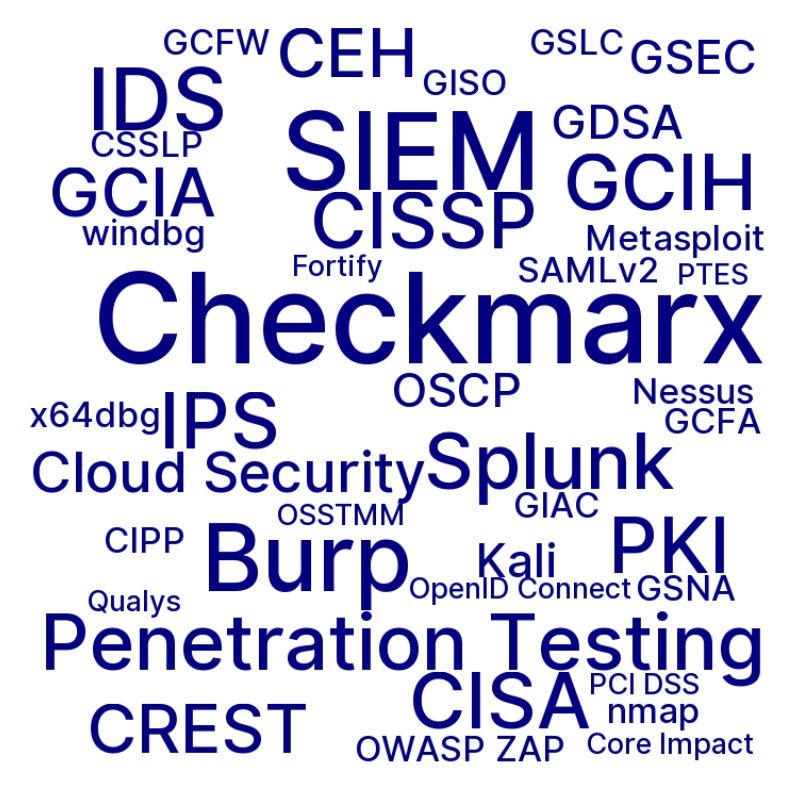 GCFW CEH GSLC GSEC
GISO
IDS SIEM GDSA
CSSLP
GCIA CISSP GCIH
windbg Metasploit
Fortify SAMLv2 PTES
Checkmarx
OSCP Nessus
x64dbg IPS GCFA
Cloud Security Splunk
OSSTMM GIAC
CIPP Burp Kali PKI
OpenID Connect GSNA
Qualys
Penetration Testing
CISA PCI DSS
CREST nmap
OWASP ZAP Core Impact